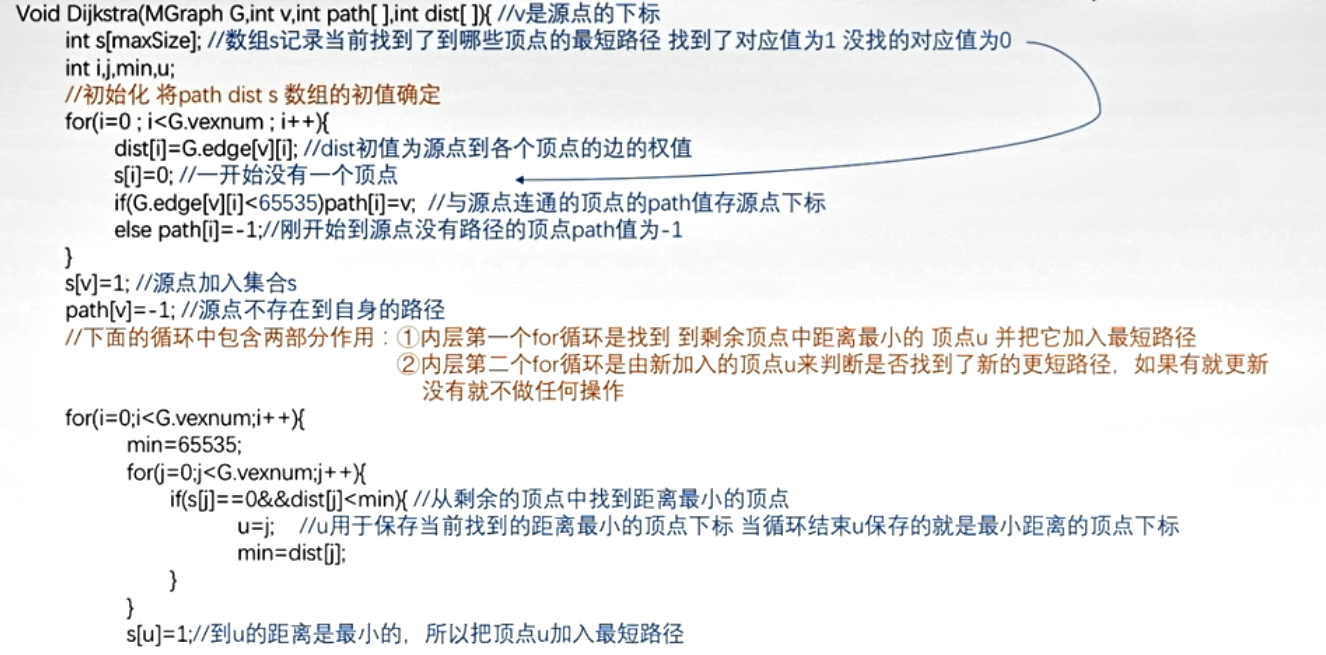 Void Dijkstra(MGraph G,int v,int path[ ],int dist[ ]){ //v是源点的下标
int s[maxSize]; //数组s记录当前找到了到哪些顶点的最短路径 找到了对应值为1 没找的对应值为0
int i,j,min,u;
//初始化 将path dist s 数组的初值确定
for(i=0 ; i<G.vexnum ; i++){
dist[i]=G.edge[v][i]; //dist初值为源点到各个顶点的边的权值
s[i]=0; //一开始没有一个顶点
if(G.edge[v][i]<65535)path[i]=v; //与源点连通的顶点的path值存源点下标
else path[i]=-1;//刚开始到源点没有路径的顶点path值为-1
}
s[v]=1; //源点加入集合s
path[v]=-1; //源点不存在到自身的路径
//下面的循环中包含两部分作用：①内层第一个for循环是找到 到剩余顶点中距离最小的 顶点u 并把它加入最短路径
②内层第二个for循环是由新加入的顶点u来判断是否找到了新的更短路径，如果有就更新
没有就不做任何操作
for(i=0;i<G.vexnum;i++){
min=65535;
for(j=0;j<G.vexnum;j++){
if(s[j]==0&&dist[j]<min){ //从剩余的顶点中找到距离最小的顶点
u=j; //u用于保存当前找到的距离最小的顶点下标 当循环结束u保存的就是最小距离的顶点下标
min=dist[j];
}
}
s[u]=1;//到u的距离是最小的，所以把顶点u加入最短路径